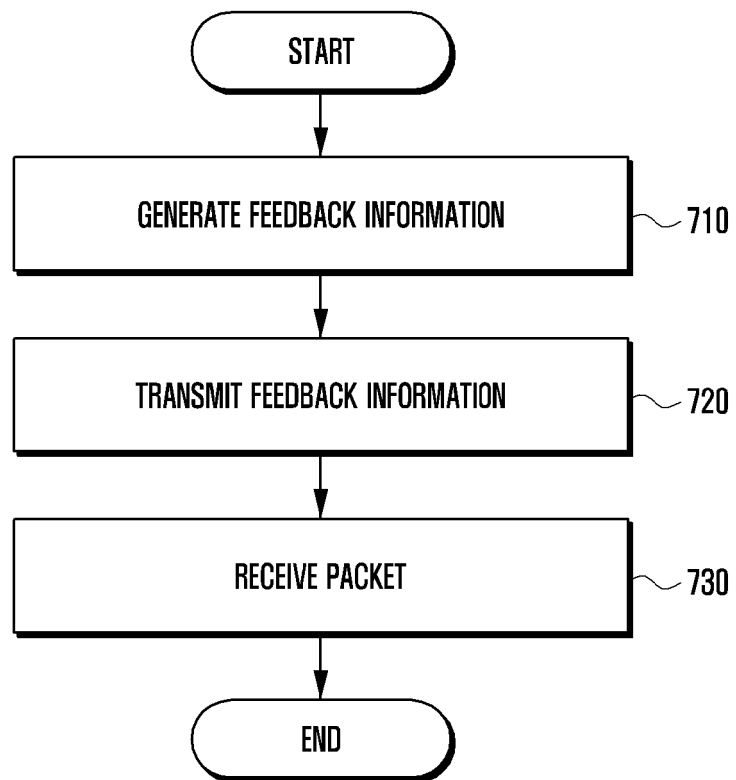 START
GENERATE FEEDBACK INFORMATION
710
TRANSMIT FEEDBACK INFORMATION
720
RECEIVE PACKET
730
END